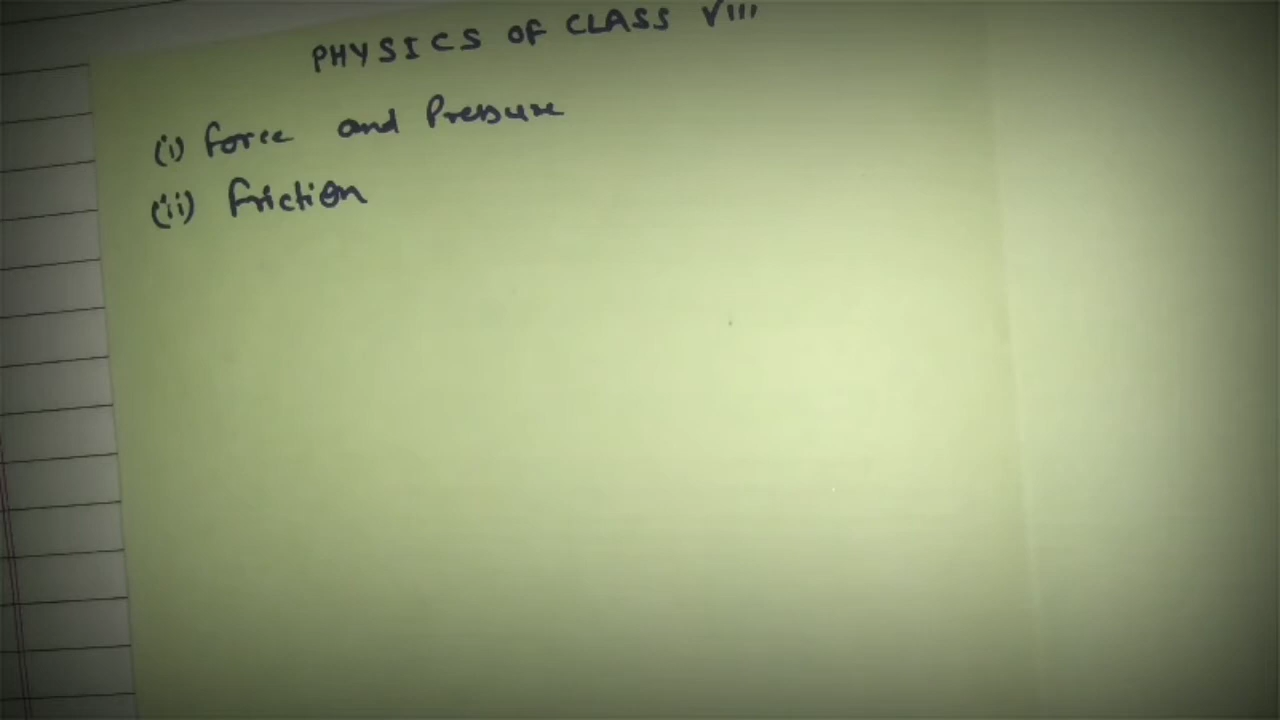 PHYSICS OF CLASS VIII
(i) Force and Pressure
(ii) Friction